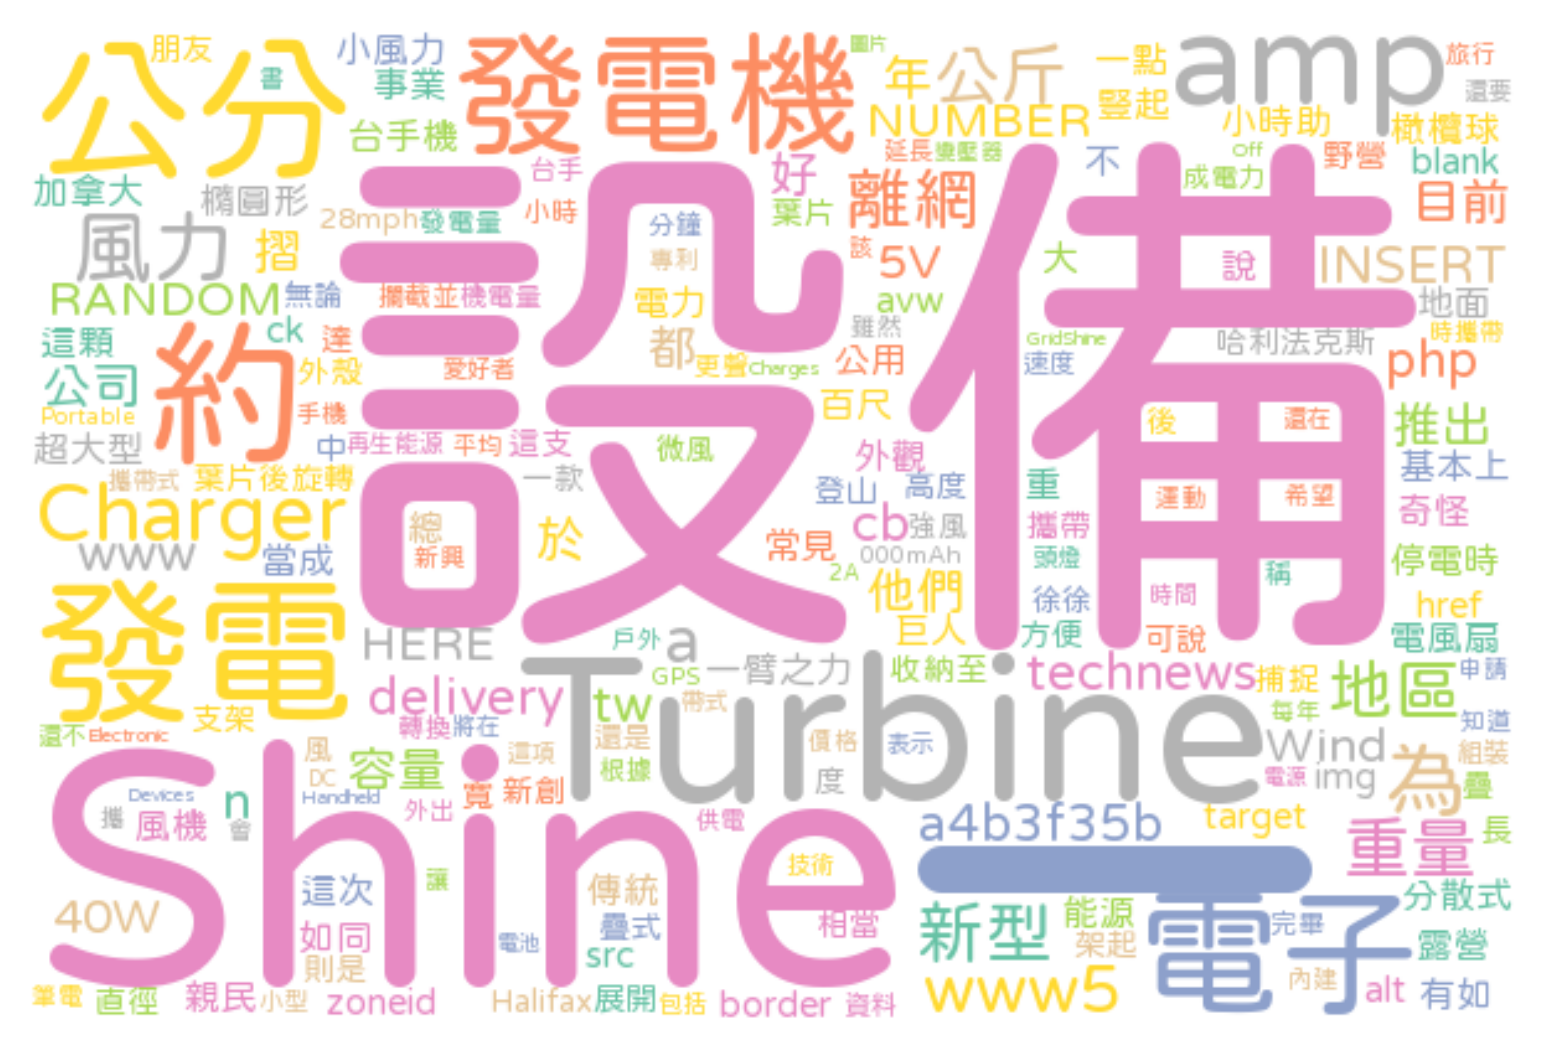 公分
朋友
書
小風力
事業
台手機
發電機
圖片
年
公斤
一點
amp
旅行
還要
NUMBER
豎起
小時助
橄欖球
加拿大
橢圓形
28mph
發電量
台手
小時
分鐘
專利
好
葉片
延長
變壓器
離網
不
成電力
Off
野營
blank
目前
風力
摺
RANDOM
無論
攔截並
機電量
電力
該
5V
avw
大
說
INSERT
地面
這顆
ck
達
設備
都
雖然
GridShine
哈利法克斯
時攜帶
公司
約
外殼
愛好者
更聲
Charges
公用
速度
php
Portable
手機
百尺
後
還在
推出
超大型
中
再生能源
平均
這支
微風
外觀
基本上
攜帶式
葉片後旋轉
一款
登山
高度
重
運動
希望
奇怪
Charger
總
新興
於
常見
cb
強風
攜帶
www
當成
000mAh
頭燈
停電時
2A
他們
稱
發電
徐徐
時間
href
HERE
戶外
a
巨人
方便
可說
電風扇
GPS
一臂之力
收納至
technews
捕捉
地區
申請
delivery
tw
帶式
Turbine
每年
知道
支架
轉換
將在
還不
Electronic
風
這項
還是
價格
表示
Wind
為
組裝
Shine
DC
容量
根據
度
電源
img
疊
Devices
n
Handheld
寬
新創
攜
風機
會
外出
供電
a4b3f35b
target
重量
長
40W
這次
讓
傳統
技術
電子
分散式
如同
疊式
相當
新型
能源
完畢
則是
電池
src
架起
露營
筆電
直徑
親民
小型
zoneid
Halifax
展開
包括
border
資料
www5
內建
alt
有如